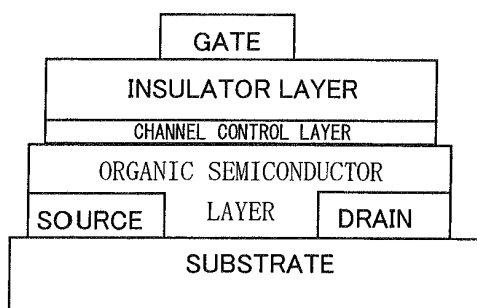 GATE
INSULATOR LAYER
CHANNEL CONTROL LAYER
ORGANIC SEMICONDUCTOR
LAYER
SOURCE
DRAIN
SUBSTRATE